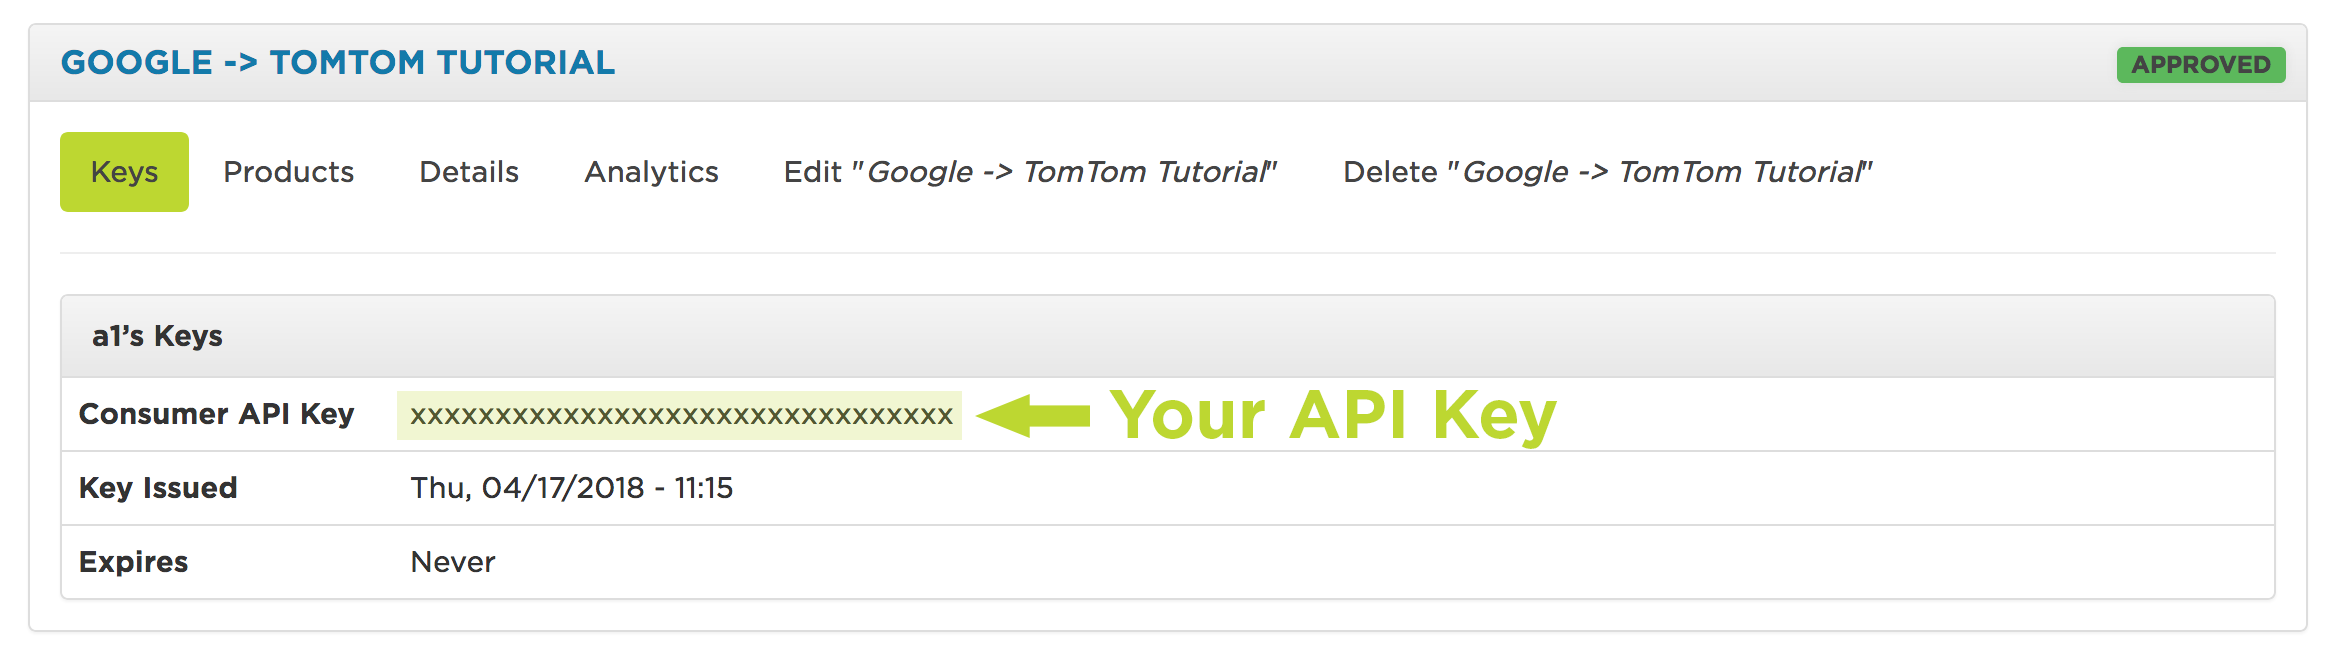 GOOGLE -> TOMTOM TUTORIAL
APPROVED
Keys Products Details Analytics Edit "Google -> TomTom Tutorial" Delete "Google -> TomTom Tutorial"
a1's Keys
Consumer API Key xxxxxxxxxxxxxxxxxxxxxxxxxxxxxxxx Your API Key
Key Issued Thu, 04/17/2018 - 11:15
Expires Never